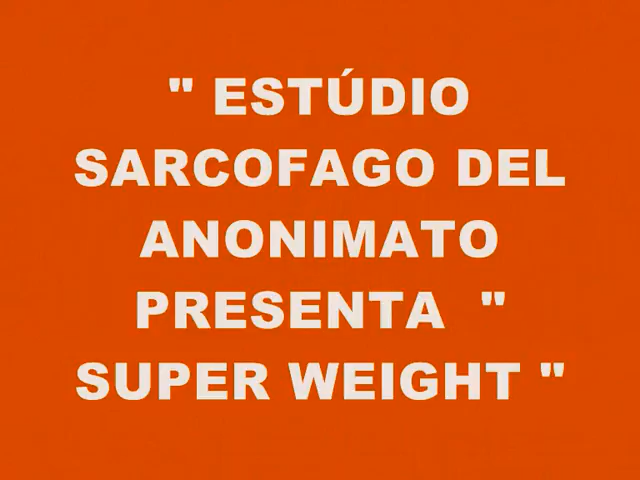 " ESTÚDIO
SARCOFAGO DEL
ANONIMATO
PRESENTA  "
SUPER WEIGHT "